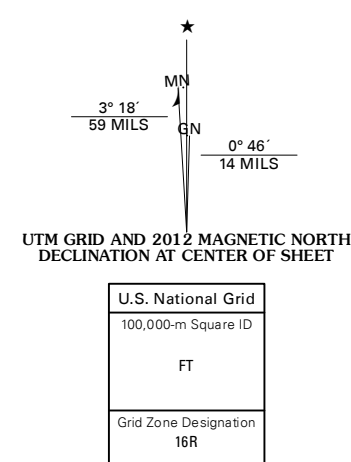 ★
MN
3° 18´
59 MILS
GN
0° 46´
14 MILS
UTM GRID AND 2012 MAGNETIC NORTH
DECLINATION AT CENTER OF SHEET
U.S. National Grid
100,000-m Square ID
FT
Grid Zone Designation
16R